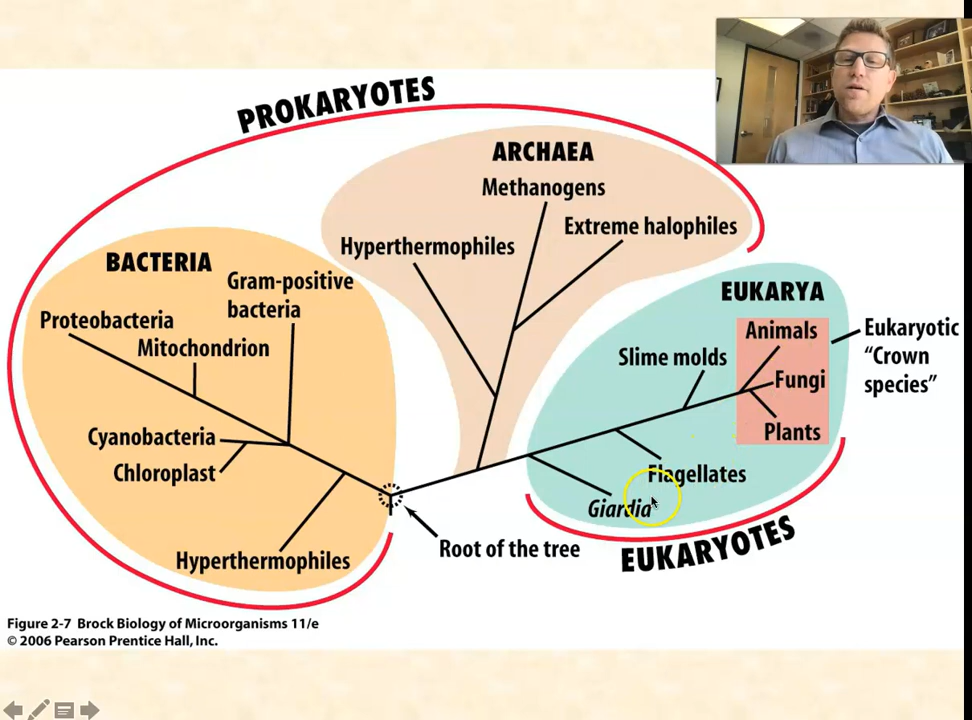 PROKARYOTES
ARCHAEA
Methanogens
Extreme halophiles
Hyperthermophiles
BACTERIA
Gram-positive
bacteria
Proteobacteria
Mitochondrion
Cyanobacteria
Chloroplast
Hyperthermophiles
EUKARYA
Animals
Slime molds
Fungi
Plants
Eukaryotic
“Crown
species”
Flagellates
Giardia
Root of the tree
EUKARYOTES
Figure 2-7 Brock Biology of Microorganisms 11/e
© 2006 Pearson Prentice Hall, Inc.